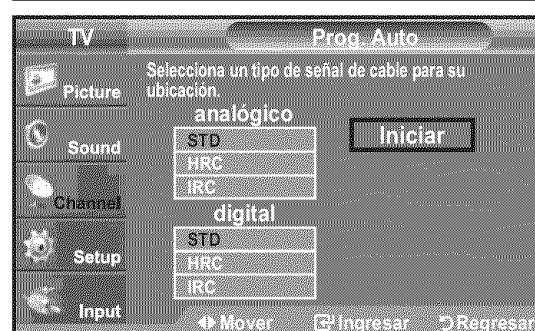 TV
Prog. Auto
Picture
Sound
Channel
Setup
Input
Selecciona un tipo de señal de cable para su
ubicación.
analógico
STD
HRC
IRC
Iniciar
digital
STD
HRC
IRC
Mover
Ingresar
Regresar